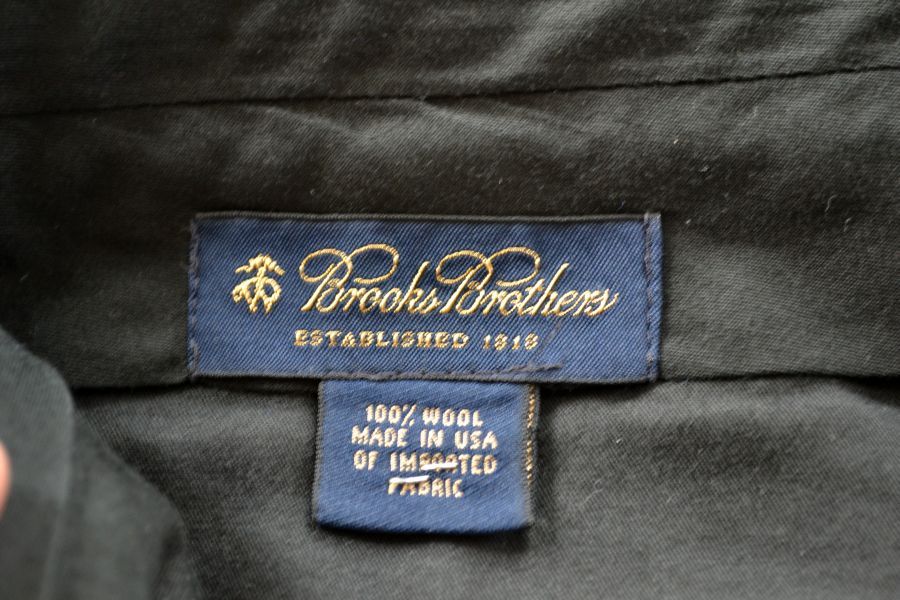 Brooks Brothers
ESTABLISHED 1818
100% WOOL
MADE IN USA
OF IMPORTED
FABRIC